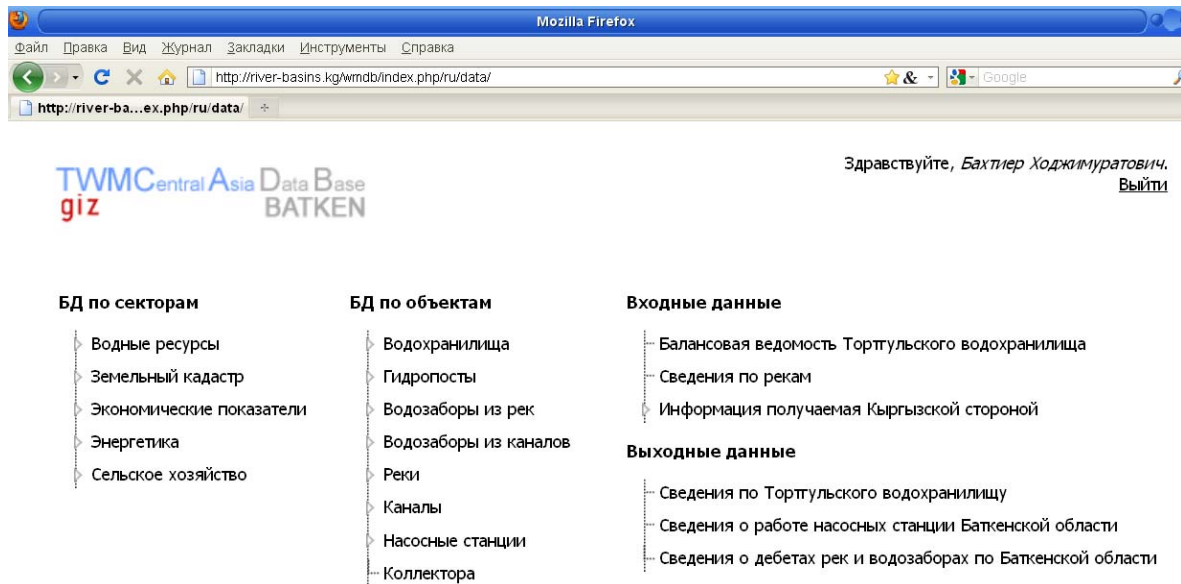 Mozilla Firefox
Файл Правка Вид Журнал Закладки Инструменты Справка
http://river-basins.kg/wmdb/index.php/ru/data/
Google
http://river-ba...ex.php/ru/data/
TWMCentral Asia Data Base
giz BATKEN
Здравствуйте, Бахтиер Ходжимуратович.
Выйти
БД по секторам
Водные ресурсы
Земельный кадастр
Экономические показатели
Энергетика
Сельское хозяйство
БД по объектам
Водохранилища
Гидропосты
Водозаборы из рек
Водозаборы из каналов
Реки
Каналы
Насосные станции
Коллектора
Входные данные
Балансовая ведомость Тортгульского водохранилища
Сведения по рекам
Информация получаемая Кыргызской стороной
Выходные данные
Сведения по Тортгульского водохранилищу
Сведения о работе насосных станции Баткенской области
Сведения о дебетах рек и водозаборах по Баткенской области